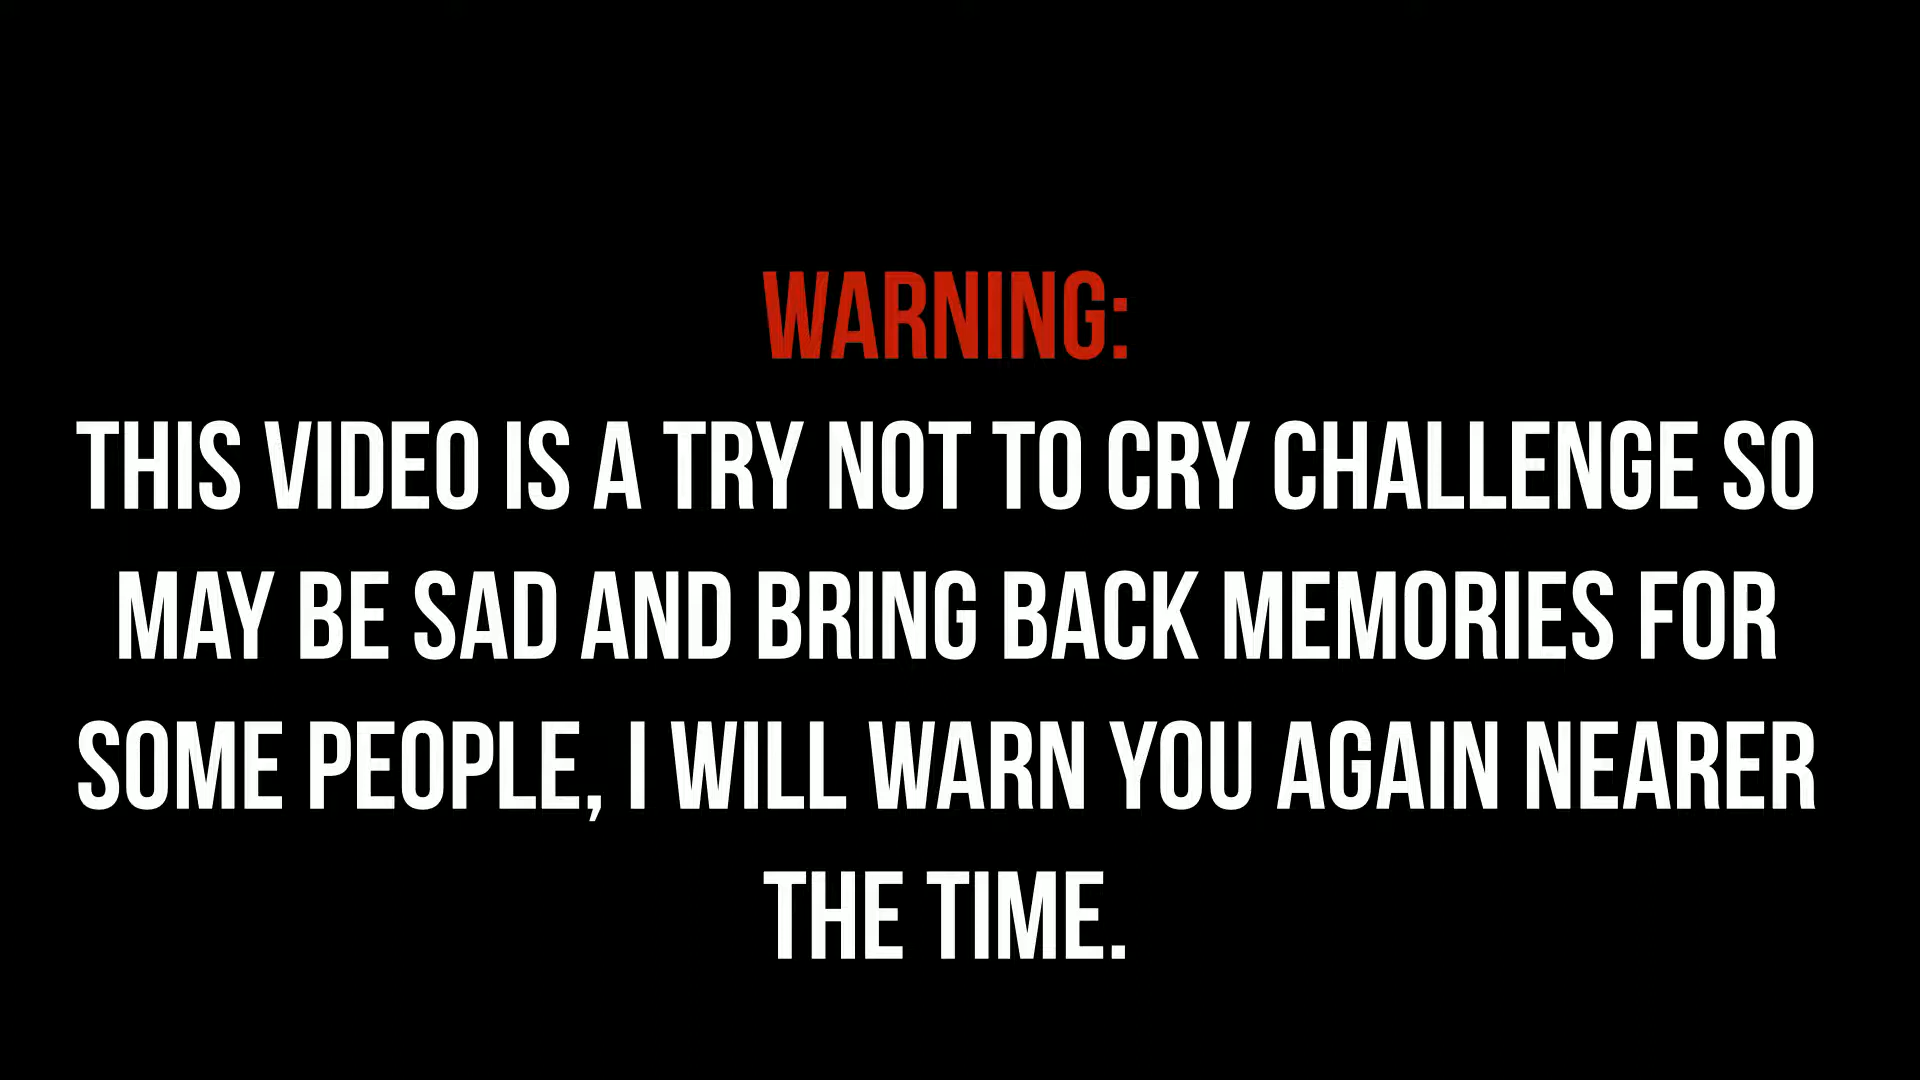 WARNING:
THIS VIDEO IS A TRY NOT TO CRY CHALLENGE SO
MAY BE SAD AND BRING BACK MEMORIES FOR
SOME PEOPLE, I WILL WARN YOU AGAIN NEARER
THE TIME.